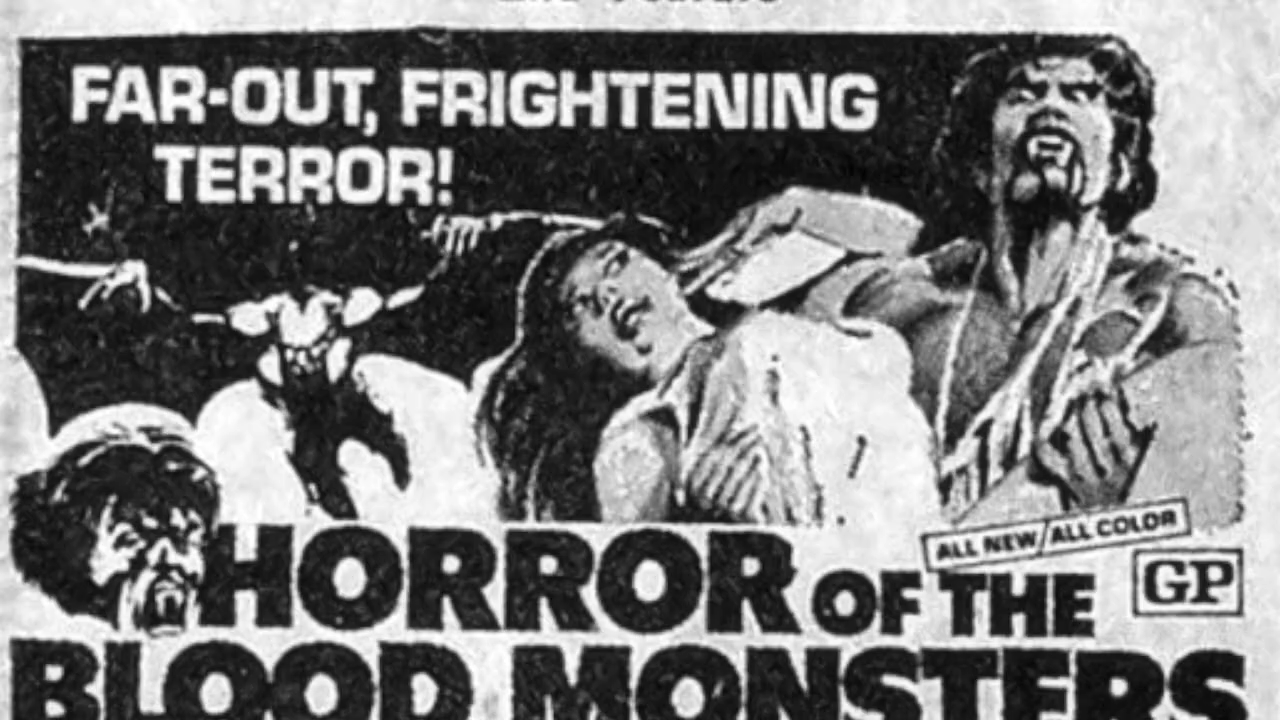 FAR-OUT, FRIGHTENING
TERROR!
ALL NEW/ALL COLOR
HORROR OF THE
GP
BLOOD MONSTERS